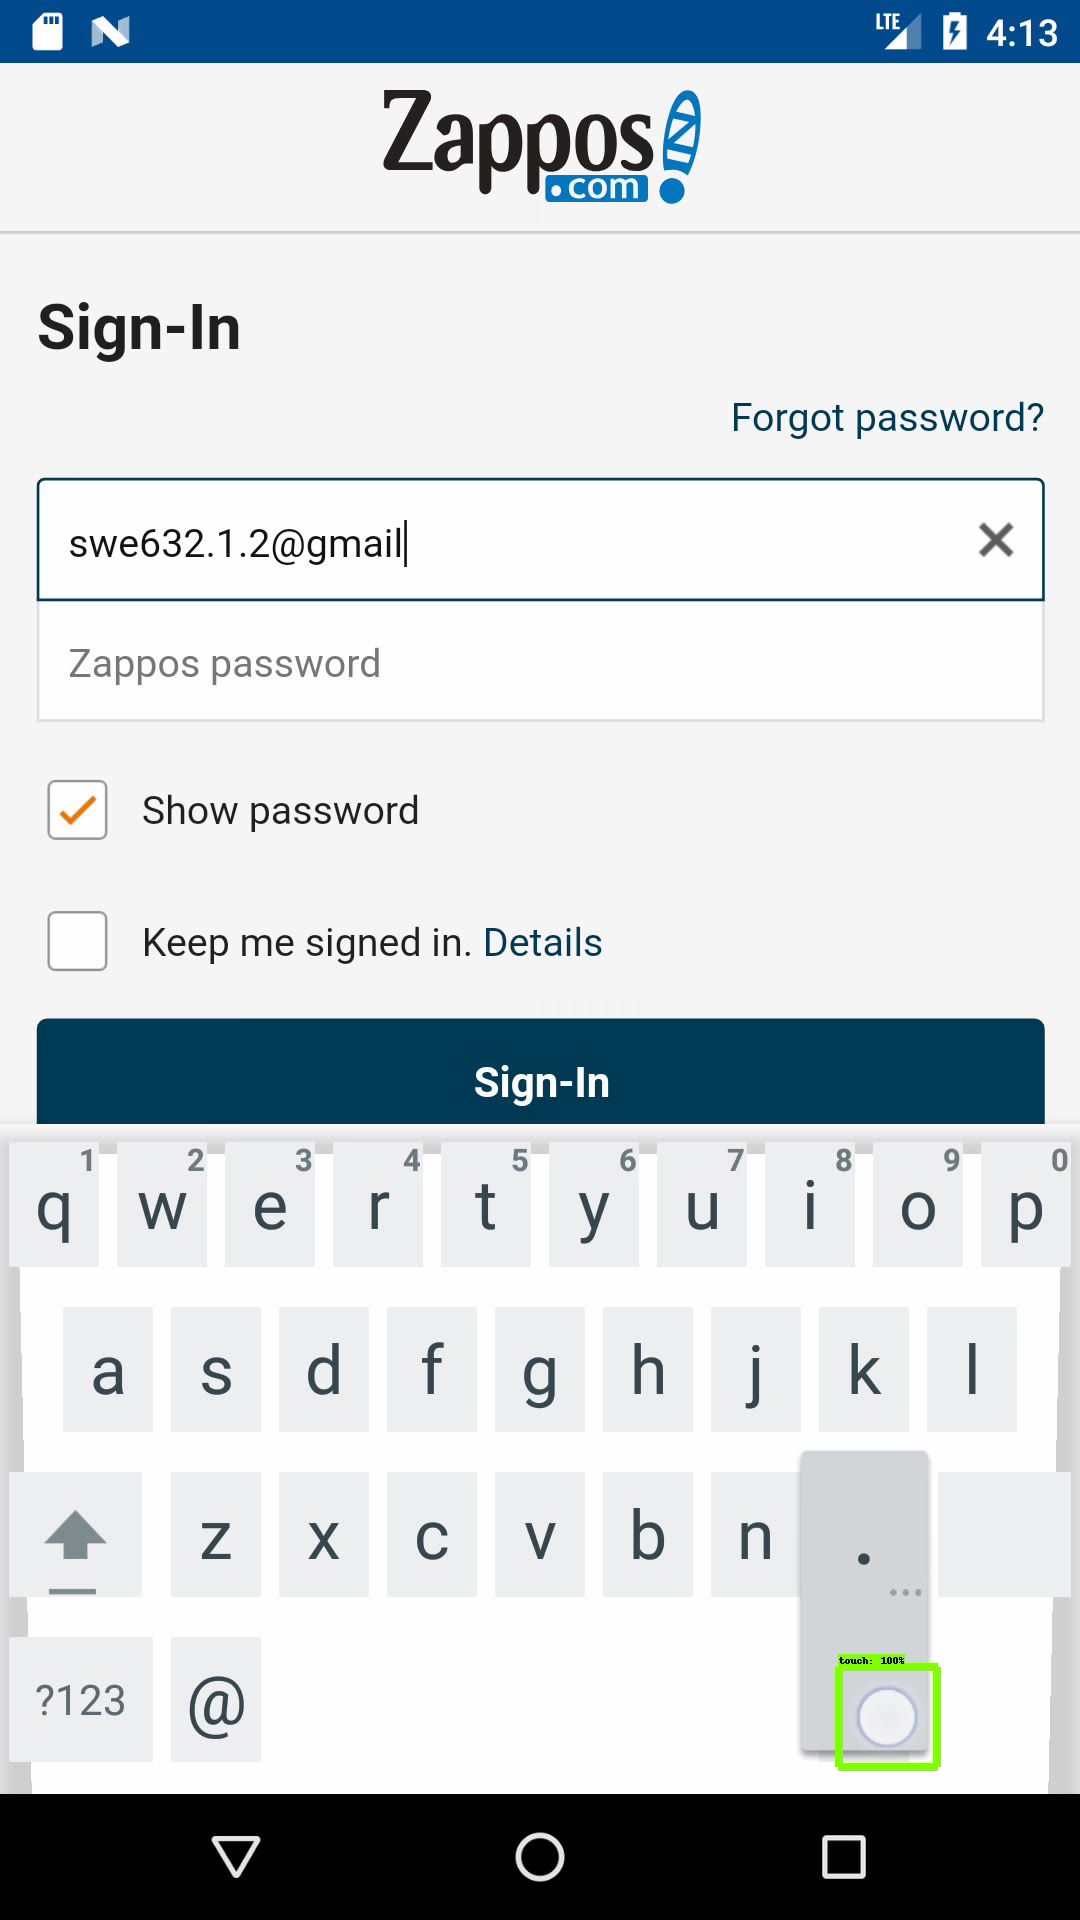 LTE 4:13
Zappos
.com
Sign-In
Forgot password?
swe632.1.2@gmail
Zappos password
Show password
Keep me signed in. Details
Sign-In
1 2 3 4 5 6 7 8 9 0
q w e r t y u i o p
a s d f g h j k l
z x c v b n .
...
touch: 100%
?123 @